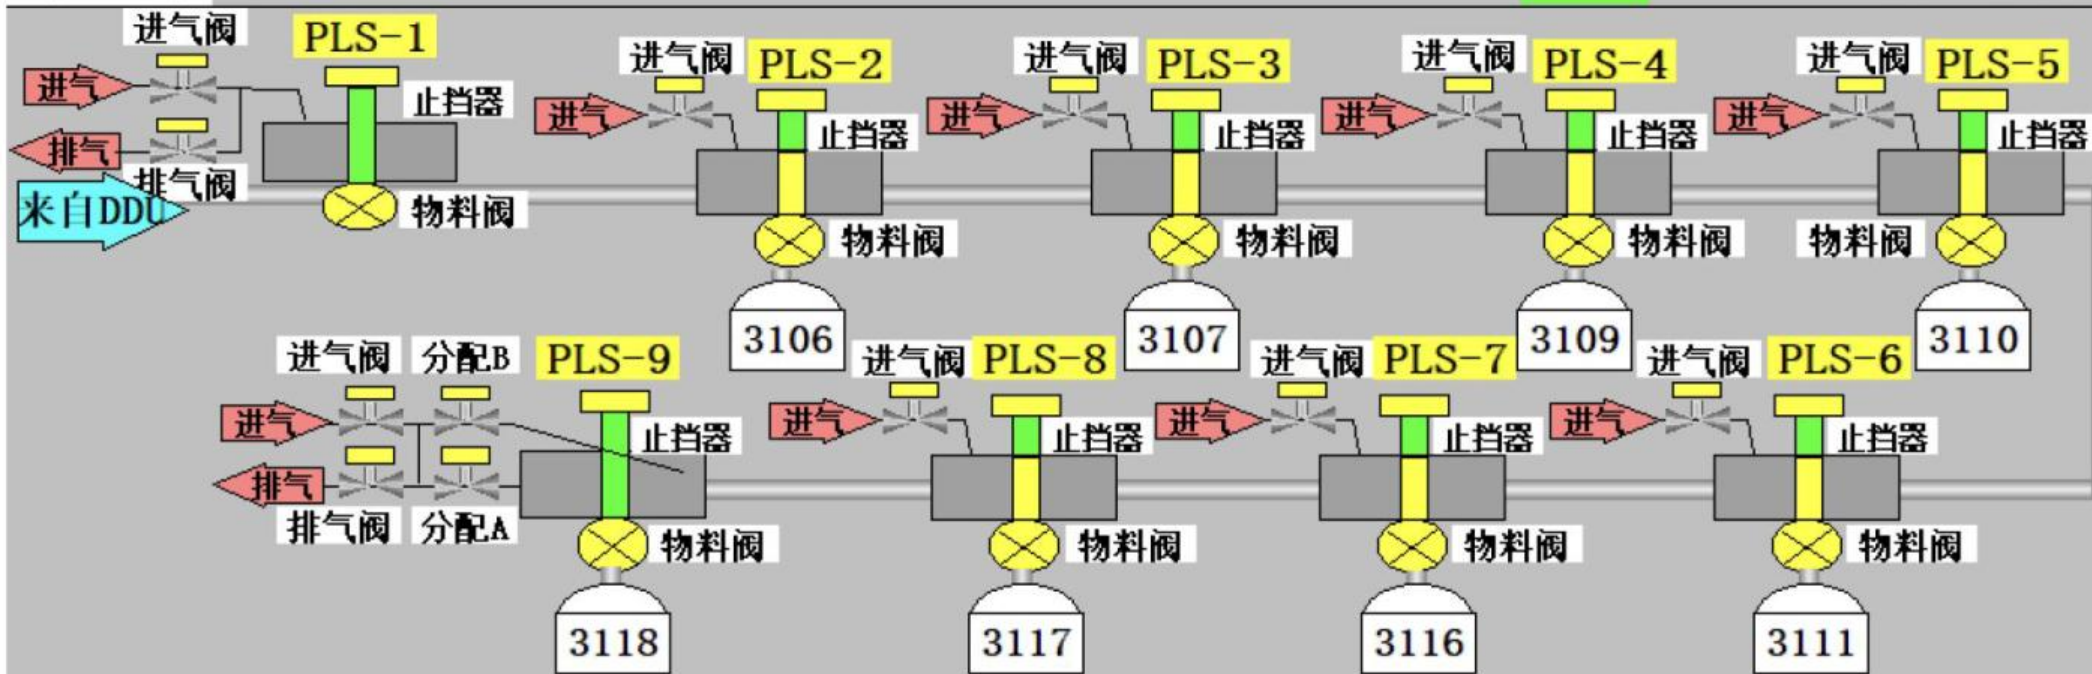 进气阀
PLS-1
进气
止挡器
排气
排气阀
来自DDU
物料阀
进气阀
PLS-2
进气
止挡器
物料阀
3106
进气阀
PLS-3
进气
止挡器
物料阀
3107
进气阀
PLS-4
进气
止挡器
物料阀
3109
进气阀
PLS-5
进气
止挡器
物料阀
3110
进气阀
分配B
PLS-9
进气
止挡器
排气
排气阀
分配A
物料阀
3118
进气阀
PLS-8
进气
止挡器
物料阀
3117
进气阀
PLS-7
进气
止挡器
物料阀
3116
进气阀
PLS-6
进气
止挡器
物料阀
3111